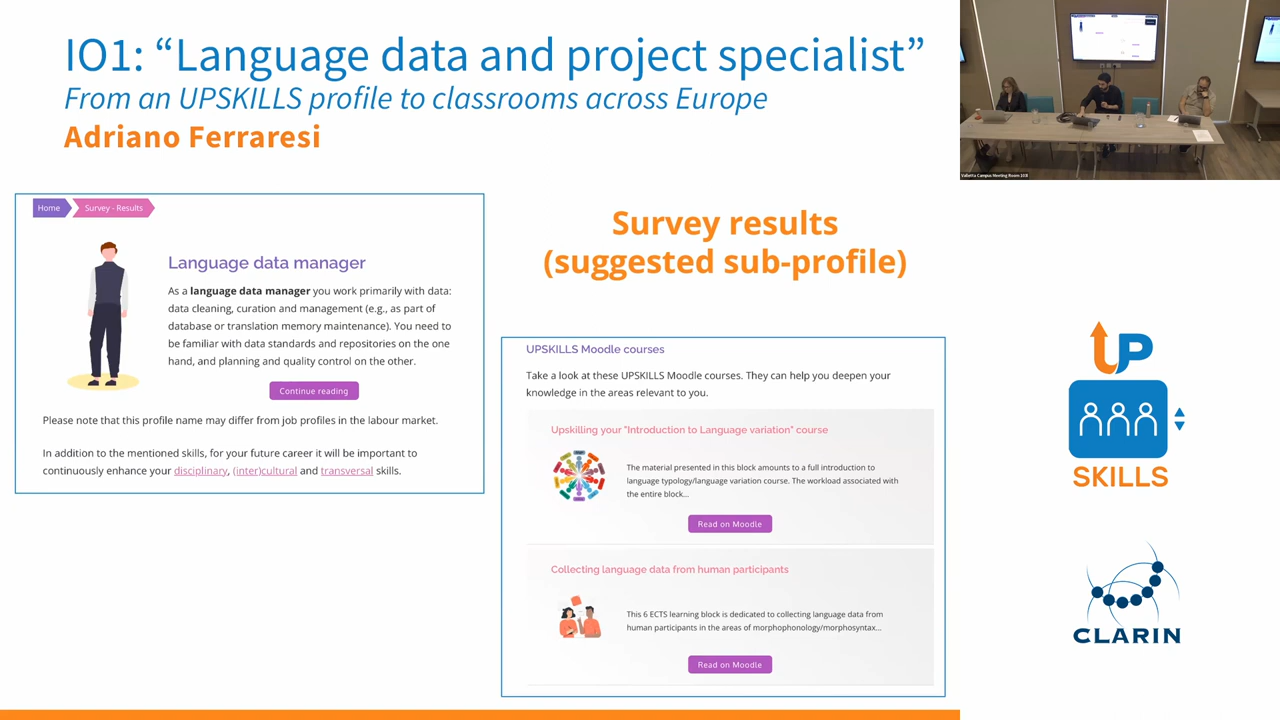 IO1: “Language data and project specialist”
From an UPSKILLS profile to classrooms across Europe
Adriano Ferraresi
Valletta Campus Meeting Room 103
Home
Survey - Results
Language data manager
As a language data manager you work primarily with data:
data cleaning, curation and management (e.g., as part of
database or translation memory maintenance). You need to
be familiar with data standards and repositories on the one
hand, and planning and quality control on the other.
Continue reading
Please note that this profile name may differ from job profiles in the labour market.
In addition to the mentioned skills, for your future career it will be important to
continuously enhance your disciplinary, (inter)cultural and transversal skills.
Survey results
(suggested sub-profile)
UPSKILLS Moodle courses
Take a look at these UPSKILLS Moodle courses. They can help you deepen your
knowledge in the areas relevant to you.
Upskilling your "Introduction to Language variation" course
The material presented in this block amounts to a full introduction to
language typology/language variation course. The workload associated with
the entire block...
Read on Moodle
Collecting language data from human participants
This 6 ECTS learning block is dedicated to collecting language data from
human participants in the areas of morphophonology/morphosyntax...
Read on Moodle
UP
SKILLS
CLARIN